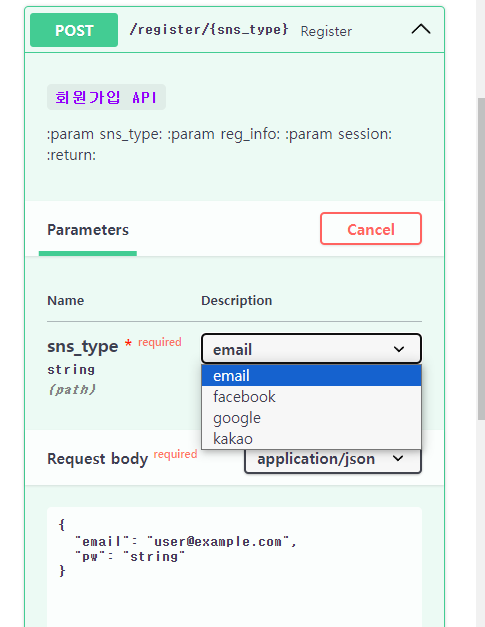 POST /register/{sns_type} Register
회원가입 API
:param sns_type: :param reg_info: :param session:
:return:
Parameters Cancel
Name Description
sns_type * required email
string
(path)
email
facebook
google
kakao
Request body required application/json
{
  "email": "user@example.com",
  "pw": "string"
}